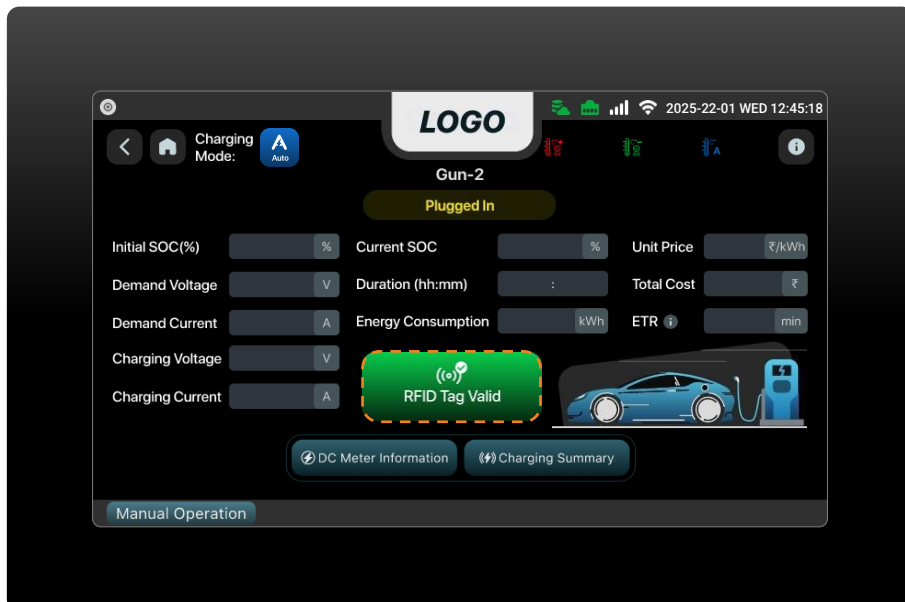 LOGO
2025-22-01 WED 12:45:18
Charging
Mode:
Auto
A
Gun-2
Plugged In
Initial SOC(%) %
Current SOC %
Unit Price ₹/kWh
Demand Voltage V
Duration (hh:mm) :
Total Cost ₹
Demand Current A
Energy Consumption kWh
ETR i min
Charging Voltage V
RFID Tag Valid
Charging Current A
DC Meter Information
Charging Summary
Manual Operation